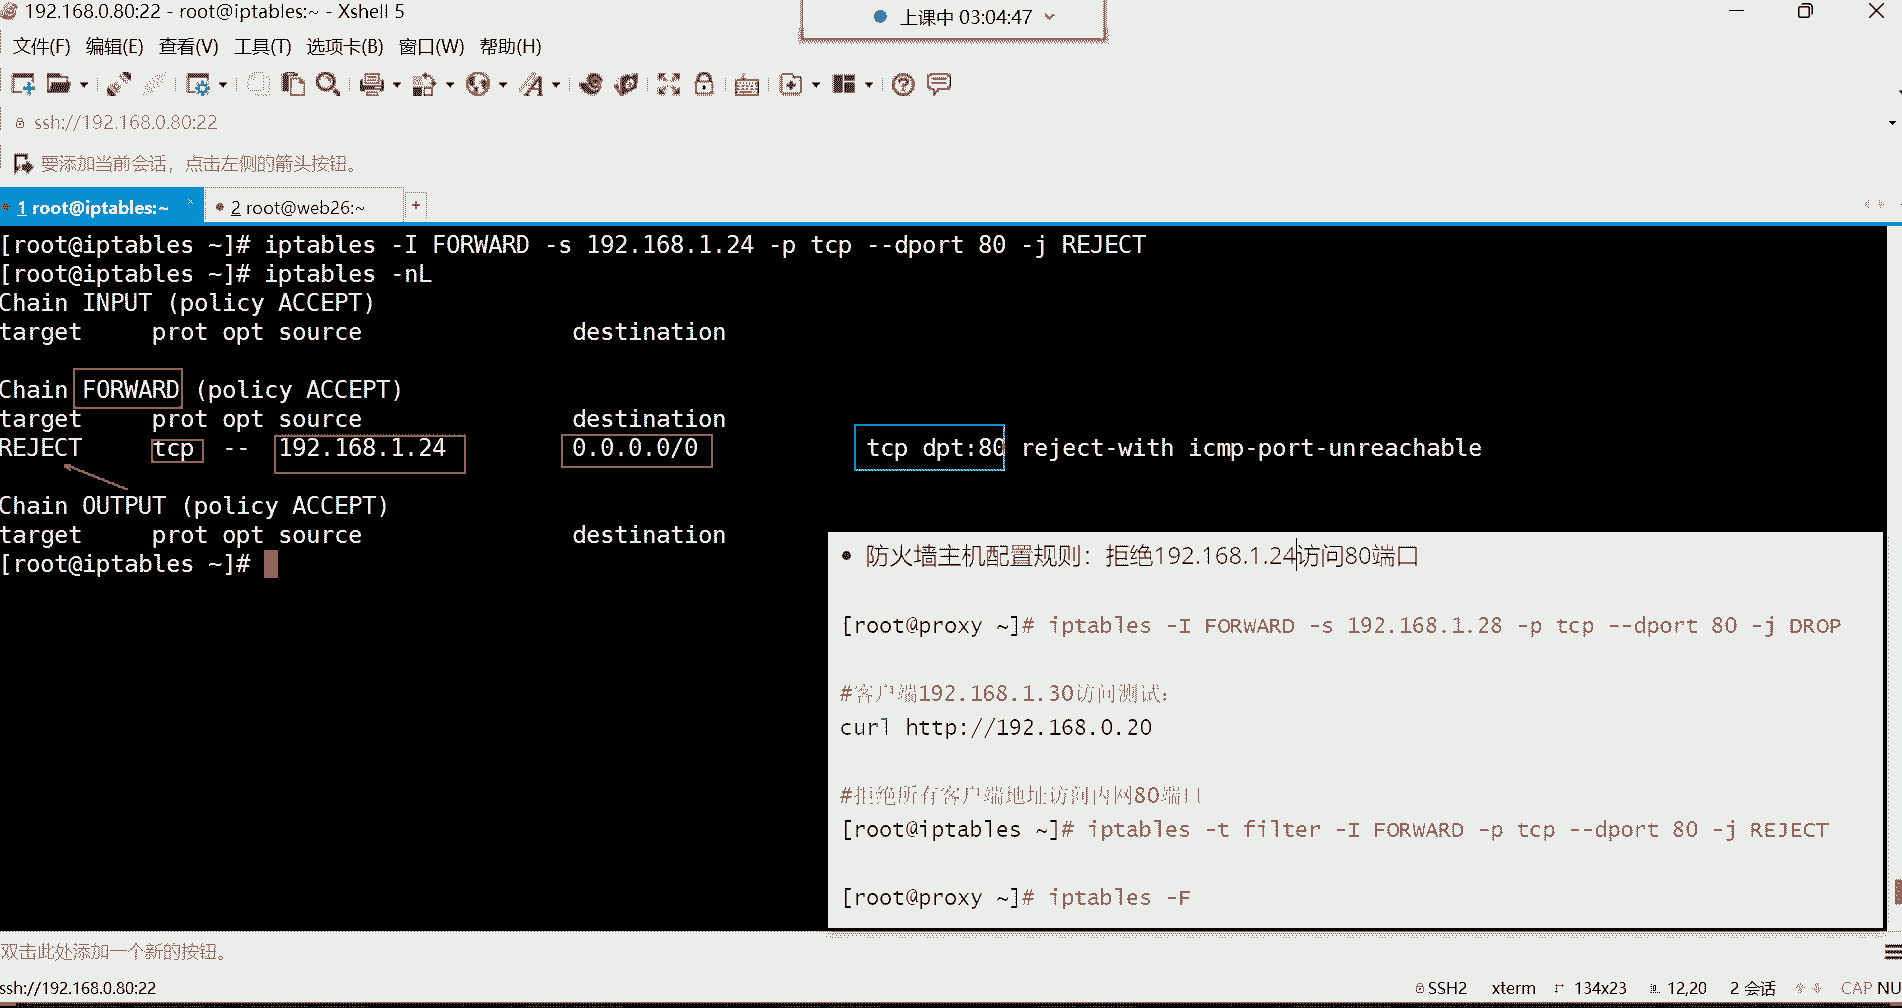 192.168.0.80:22 - root@iptables:~ - Xshell 5
上课中 03:04:47
文件(F) 编辑(E) 查看(V) 工具(T) 选项卡(B) 窗口(W) 帮助(H)
ssh://192.168.0.80:22
要添加当前会话，点击左侧的箭头按钮。
1 root@iptables:~ × 2 root@web26:~ +
[root@iptables ~]# iptables -I FORWARD -s 192.168.1.24 -p tcp --dport 80 -j REJECT
[root@iptables ~]# iptables -nL
Chain INPUT (policy ACCEPT)
target prot opt source destination
Chain FORWARD (policy ACCEPT)
target prot opt source destination
REJECT tcp -- 192.168.1.24 0.0.0.0/0 tcp dpt:80 reject-with icmp-port-unreachable
Chain OUTPUT (policy ACCEPT)
target prot opt source destination
[root@iptables ~]#
• 防火墙主机配置规则：拒绝192.168.1.24访问80端口
[root@proxy ~]# iptables -I FORWARD -s 192.168.1.28 -p tcp --dport 80 -j DROP
#客户端192.168.1.30访问测试：
curl http://192.168.0.20
#拒绝所有客户端地址访问内网80端口
[root@iptables ~]# iptables -t filter -I FORWARD -p tcp --dport 80 -j REJECT
[root@proxy ~]# iptables -F
双击此处添加一个新的按钮。
ssh://192.168.0.80:22 SSH2 xterm 134x23 12,20 2 会话 CAP NU